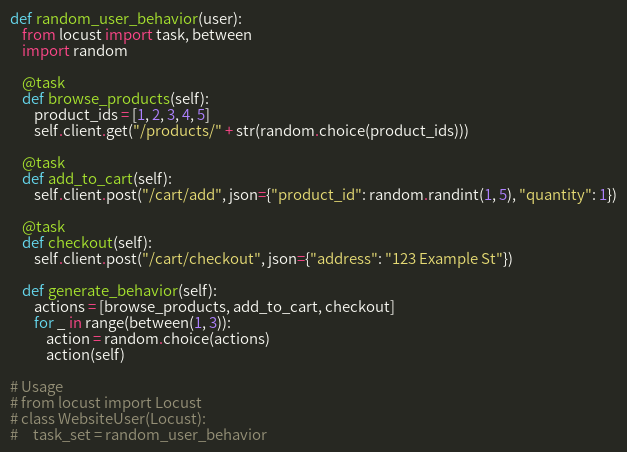 def random_user_behavior(user):
    from locust import task, between
    import random

    @task
    def browse_products(self):
        product_ids = [1, 2, 3, 4, 5]
        self.client.get("/products/" + str(random.choice(product_ids)))

    @task
    def add_to_cart(self):
        self.client.post("/cart/add", json={"product_id": random.randint(1, 5), "quantity": 1})

    @task
    def checkout(self):
        self.client.post("/cart/checkout", json={"address": "123 Example St"})

    def generate_behavior(self):
        actions = [browse_products, add_to_cart, checkout]
        for _ in range(between(1, 3)):
            action = random.choice(actions)
            action(self)

# Usage
# from locust import Locust
# class WebsiteUser(Locust):
#     task_set = random_user_behavior